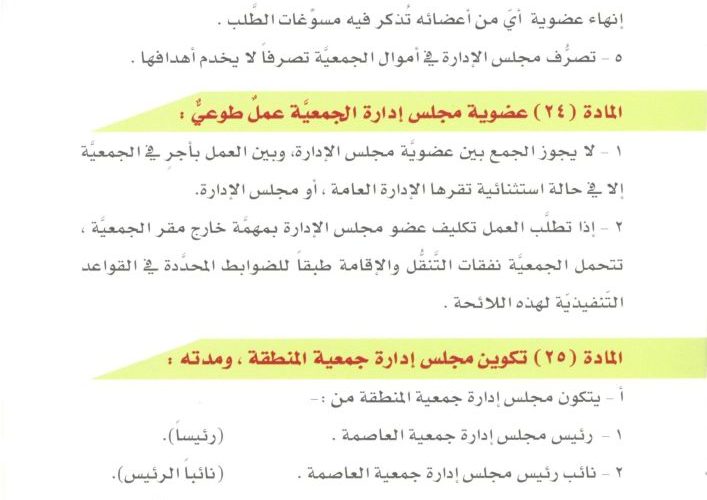 إنهاء عضوية أيّ من أعضائه تُذكر فيه مسوّغات الطَّلب .
٥ - تصرُّف مجلس الإدارة في أموال الجمعيَّة تصرفاً لا يخدم أهدافها .
المادة (٢٤) عضوية مجلس إدارة الجمعيَّة عملٌ طوعيٌّ :
١ - لا يجوز الجمع بين عضويَّة مجلس الإدارة، وبين العمل بأجرٍ في الجمعيَّة
إلا في حالة استثنائية تقرها الإدارة العامة ، أو مجلس الإدارة.
٢ - إذا تطلَّب العمل تكليف عضو مجلس الإدارة بمهمَّة خارج مقر الجمعيَّة ،
تتحمل الجمعيَّة نفقات التَّنقُّل والإقامة طبقاً للضوابط المحدَّدة في القواعد
التَّنفيذيَّة لهذه اللائحة .
المادة (٢٥) تكوين مجلس إدارة جمعية المنطقة ، ومدته :
أ - يتكون مجلس إدارة جمعية المنطقة من :-
١ - رئيس مجلس إدارة جمعية العاصمة . (رئيساً).
٢ - نائب رئيس مجلس إدارة جمعية العاصمة . (نائباً الرئيس).